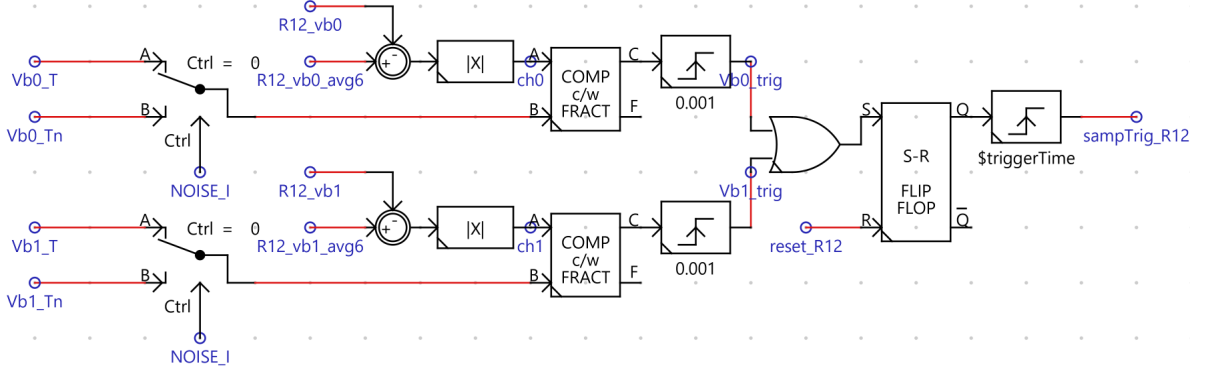 R12_vb0
Vb0_T
A
Ctrl = 0
+
-
R12_vb0_avg6
|X|
ch0
A
C
COMP
c/w
FRACT
B
F
0.001
Vb0_trig
Vb0_Tn
B
Ctrl
NOISE_I
R12_vb1
Vb1_T
A
Ctrl = 0
+
-
R12_vb1_avg6
|X|
ch1
A
C
COMP
c/w
FRACT
B
F
0.001
Vb1_trig
Vb1_Tn
B
Ctrl
NOISE_I
S
Q
S-R
FLIP
FLOP
R
Q̅
reset_R12
$triggerTime
sampTrig_R12